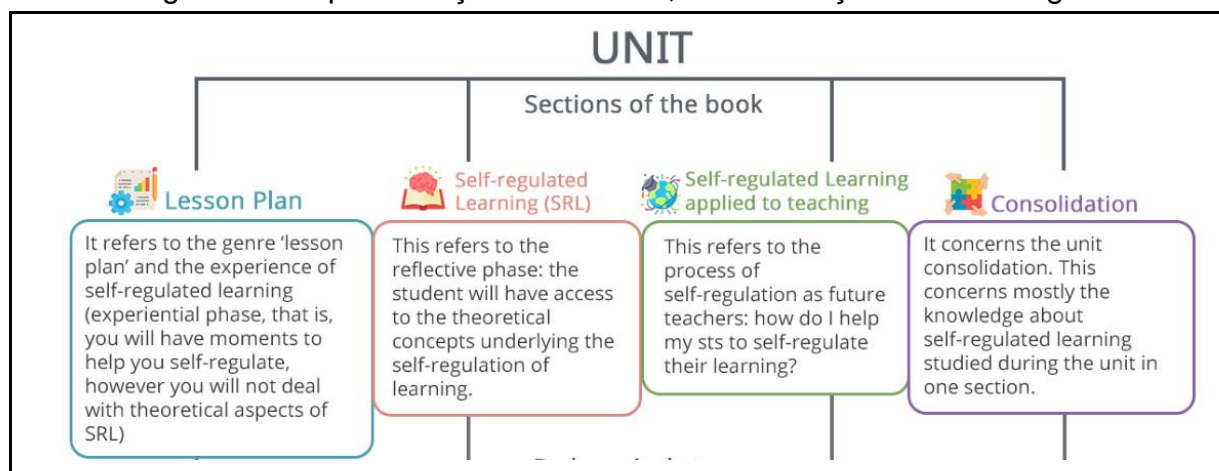 UNIT
Sections of the book
Lesson Plan
It refers to the genre ‘lesson
plan’ and the experience of
self-regulated learning
(experiential phase, that is,
you will have moments to
help you self-regulate,
however you will not deal
with theoretical aspects of
SRL)
Self-regulated
Learning (SRL)
This refers to the
reflective phase: the
student will have access
to the theoretical
concepts underlying the
self-regulation of
learning.
Self-regulated Learning
applied to teaching
This refers to the
process of
self-regulation as future
teachers: how do I help
my sts to self-regulate
their learning?
Consolidation
It concerns the unit
consolidation. This
concerns mostly the
knowledge about
self-regulated learning
studied during the unit in
one section.